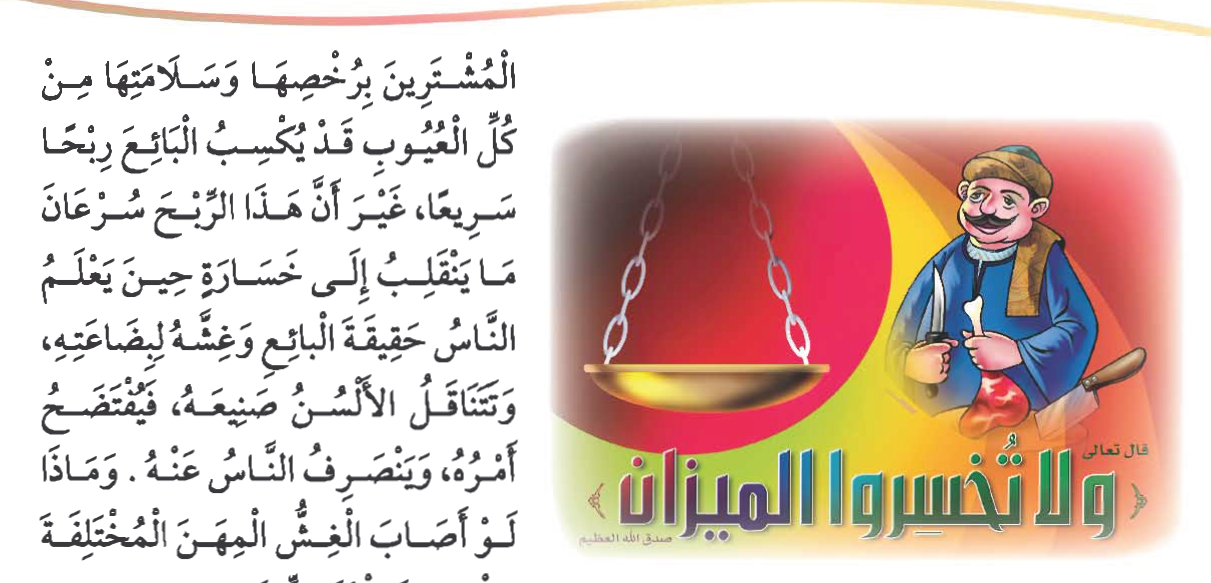 الْمُشْتَرِينَ بِرُخْصِهَا وَسَلَامَتِهَا مِنْ
كُلِّ الْعُيُوبِ قَدْ يُكْسِبُ الْبَائِعَ رِبْحًا
سَرِيعًا، غَيْرَ أَنَّ هَذَا الرِّبْحَ سُرْعَانَ
مَا يَنْقَلِبُ إِلَى خَسَارَةٍ حِينَ يَعْلَمُ
النَّاسُ حَقِيقَةَ الْبائِعِ وَغِشَّهُ لِبِضَاعَتِهِ،
وَتَتَنَاقَلُ الأَلْسُنُ صَنِيعَهُ، فَيُفْتَضَحُ
أَمْرُهُ، وَيَنْصَرِفُ النَّاسُ عَنْهُ. وَمَاذَا
لَوْ أَصَابَ الْغِشُّ الْمِهَنَ الْمُخْتَلِفَةَ
قال تعالى
﴿ ولا تُخسِروا الميزان ﴾
صدق الله العظيم